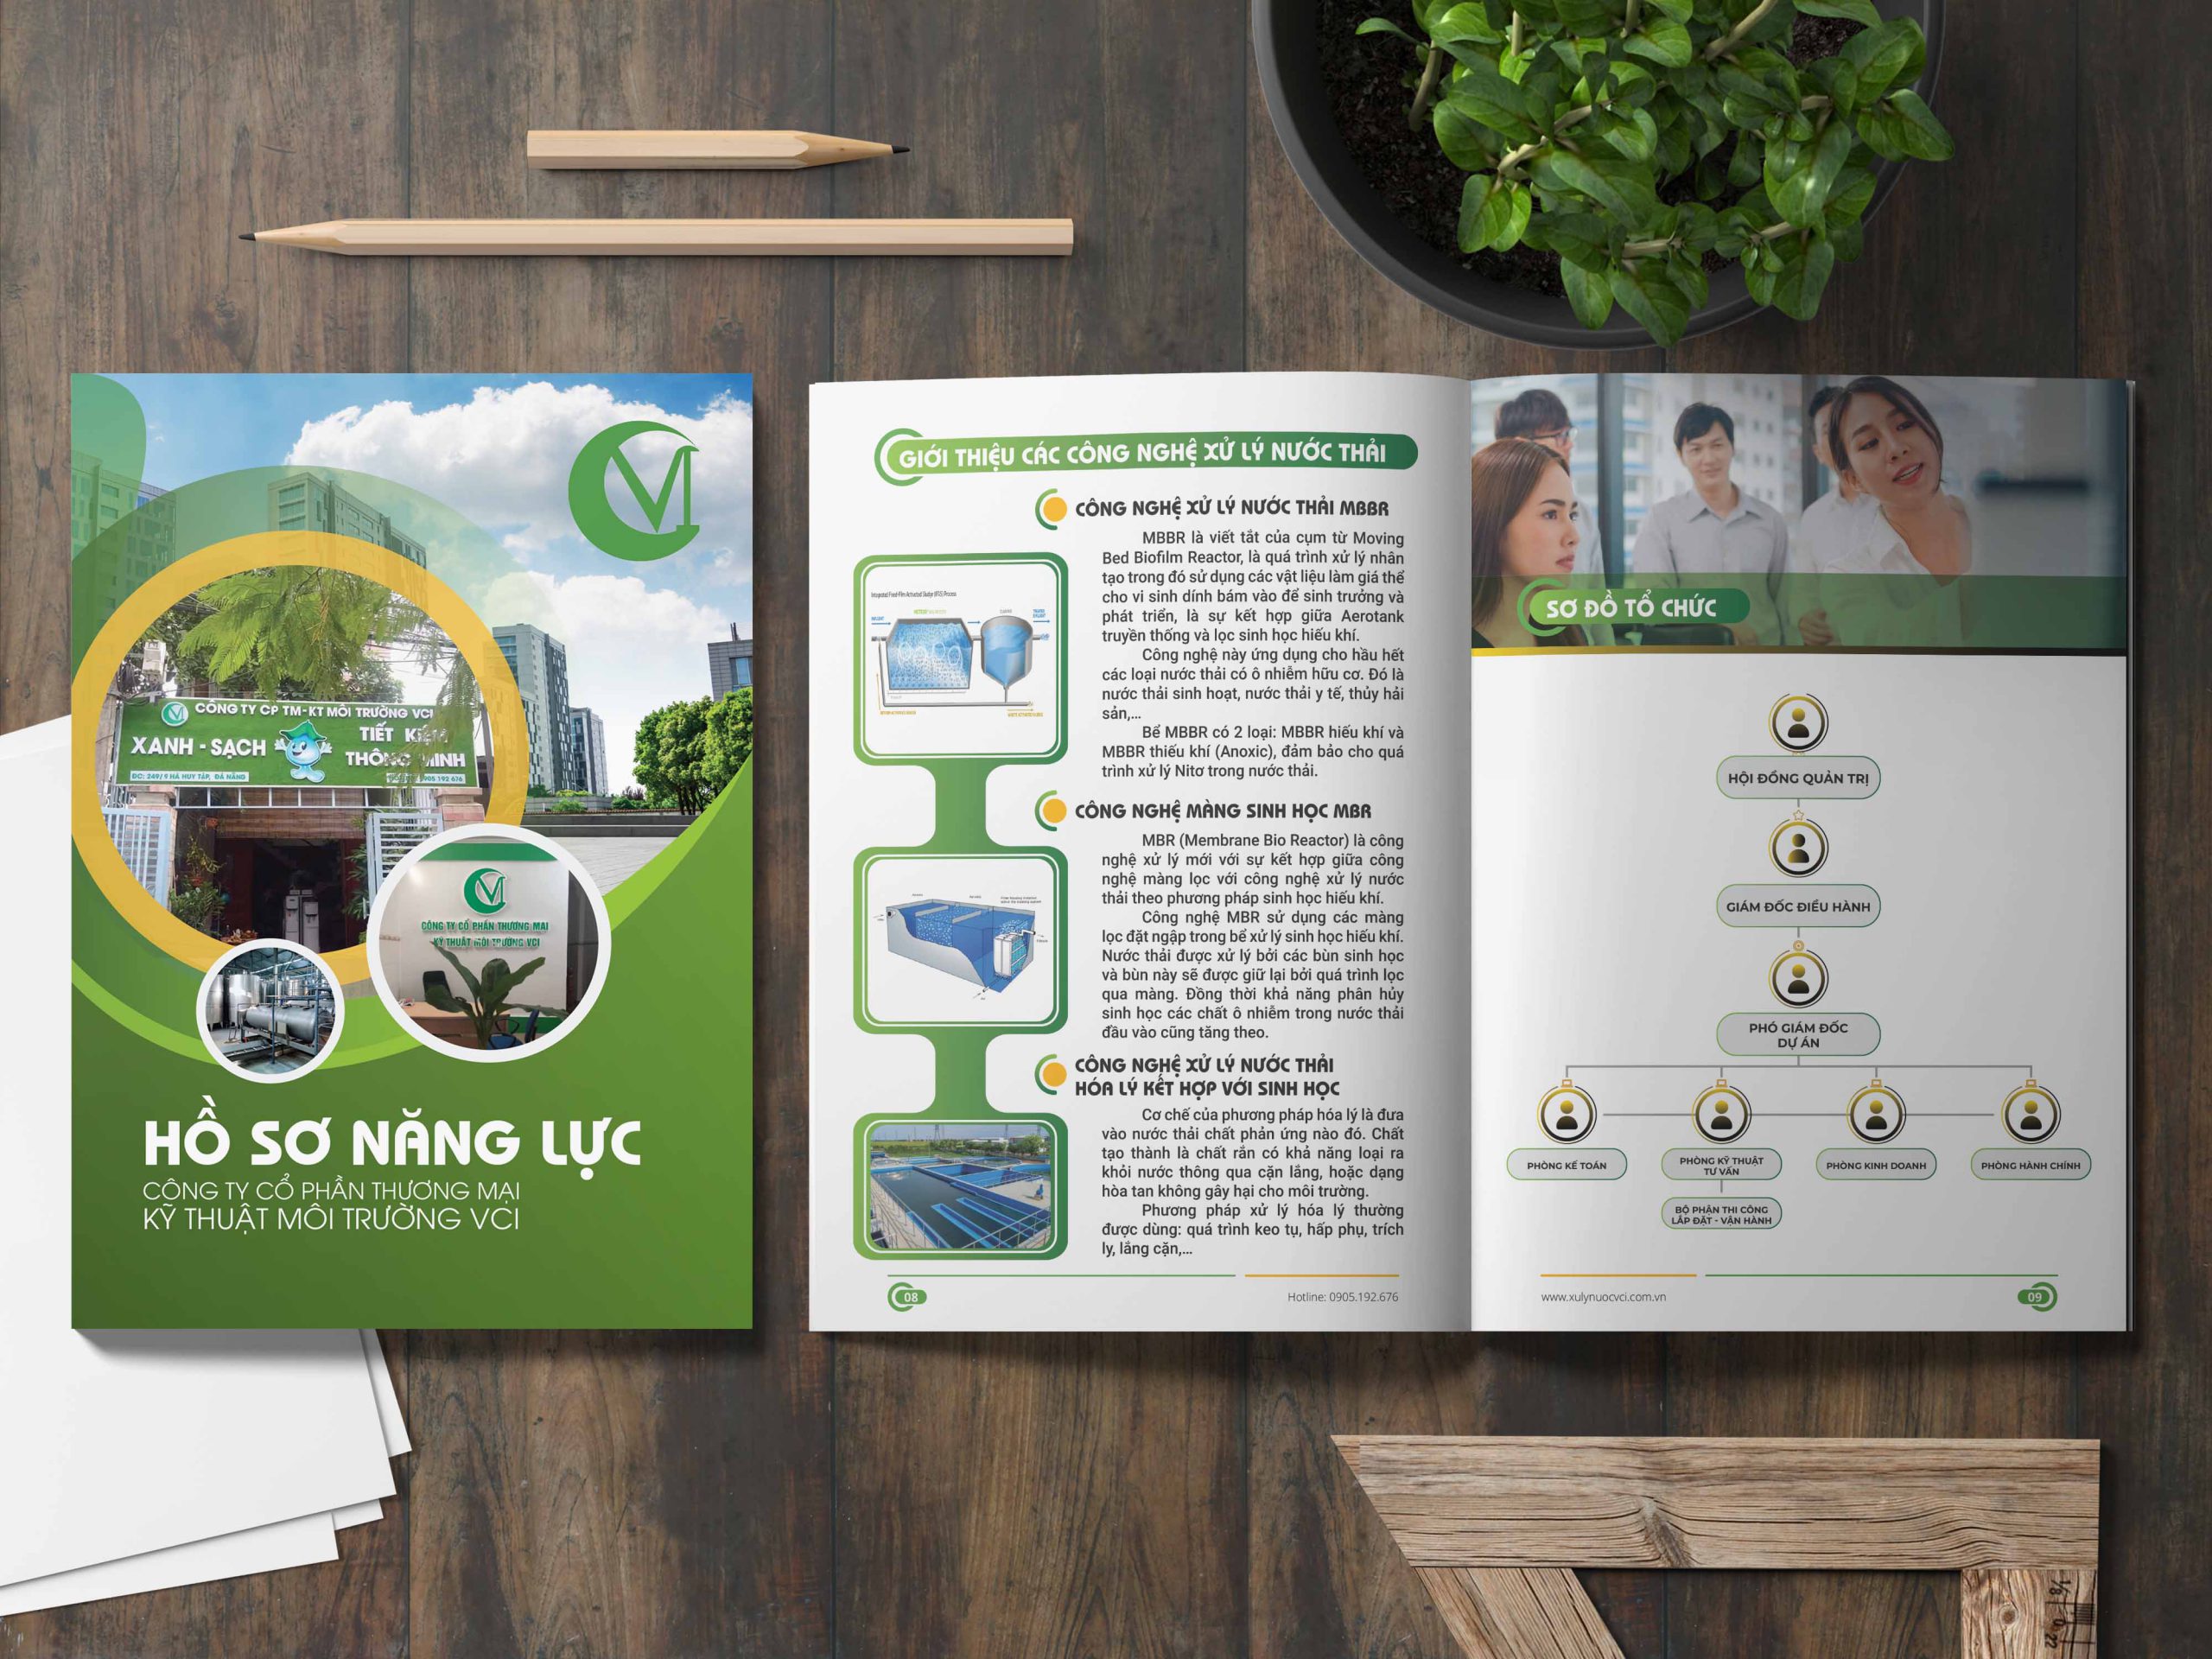 CÔNG TY CP TM-KT MÔI TRƯỜNG VCI
XANH - SẠCH
TIẾT KIỆM
THÔNG MINH
ĐC: 249/9 HÀ HUY TẬP, ĐÀ NẴNG
905 192 676
CÔNG TY CỔ PHẦN THƯƠNG MẠI
KỸ THUẬT MÔI TRƯỜNG VCI
HỒ SƠ NĂNG LỰC
CÔNG TY CỔ PHẦN THƯƠNG MẠI
KỸ THUẬT MÔI TRƯỜNG VCI
GIỚI THIỆU CÁC CÔNG NGHỆ XỬ LÝ NƯỚC THẢI
CÔNG NGHỆ XỬ LÝ NƯỚC THẢI MBBR
MBBR là viết tắt của cụm từ Moving
Bed Biofilm Reactor, là quá trình xử lý nhân
tạo trong đó sử dụng các vật liệu làm giá thể
cho vi sinh dính bám vào để sinh trưởng và
phát triển, là sự kết hợp giữa Aerotank
truyền thống và lọc sinh học hiếu khí.
Công nghệ này ứng dụng cho hầu hết
các loại nước thải có ô nhiễm hữu cơ. Đó là
nước thải sinh hoạt, nước thải y tế, thủy hải
sản,...
Bể MBBR có 2 loại: MBBR hiếu khí và
MBBR thiếu khí (Anoxic), đảm bảo cho quá
trình xử lý Nitơ trong nước thải.
Integrated Fixed-Film Activated Sludge (IFAS) Process
CÔNG NGHỆ MÀNG SINH HỌC MBR
MBR (Membrane Bio Reactor) là công
nghệ xử lý mới với sự kết hợp giữa công
nghệ màng lọc với công nghệ xử lý nước
thải theo phương pháp sinh học hiếu khí.
Công nghệ MBR sử dụng các màng
lọc đặt ngập trong bể xử lý sinh học hiếu khí.
Nước thải được xử lý bởi các bùn sinh học
và bùn này sẽ được giữ lại bởi quá trình lọc
qua màng. Đồng thời khả năng phân hủy
sinh học các chất ô nhiễm trong nước thải
đầu vào cũng tăng theo.
CÔNG NGHỆ XỬ LÝ NƯỚC THẢI
HÓA LÝ KẾT HỢP VỚI SINH HỌC
Cơ chế của phương pháp hóa lý là đưa
vào nước thải chất phản ứng nào đó. Chất
tạo thành là chất rắn có khả năng loại ra
khỏi nước thông qua cặn lắng, hoặc dạng
hòa tan không gây hại cho môi trường.
Phương pháp xử lý hóa lý thường
được dùng: quá trình keo tụ, hấp phụ, trích
ly, lắng cặn,...
08
Hotline: 0905.192.676
SƠ ĐỒ TỔ CHỨC
HỘI ĐỒNG QUẢN TRỊ
GIÁM ĐỐC ĐIỀU HÀNH
PHÓ GIÁM ĐỐC
DỰ ÁN
PHÒNG KẾ TOÁN
PHÒNG KỸ THUẬT
TƯ VẤN
PHÒNG KINH DOANH
PHÒNG HÀNH CHÍNH
BỘ PHẬN THI CÔNG
LẮP ĐẶT - VẬN HÀNH
www.xulynuocvci.com.vn
09